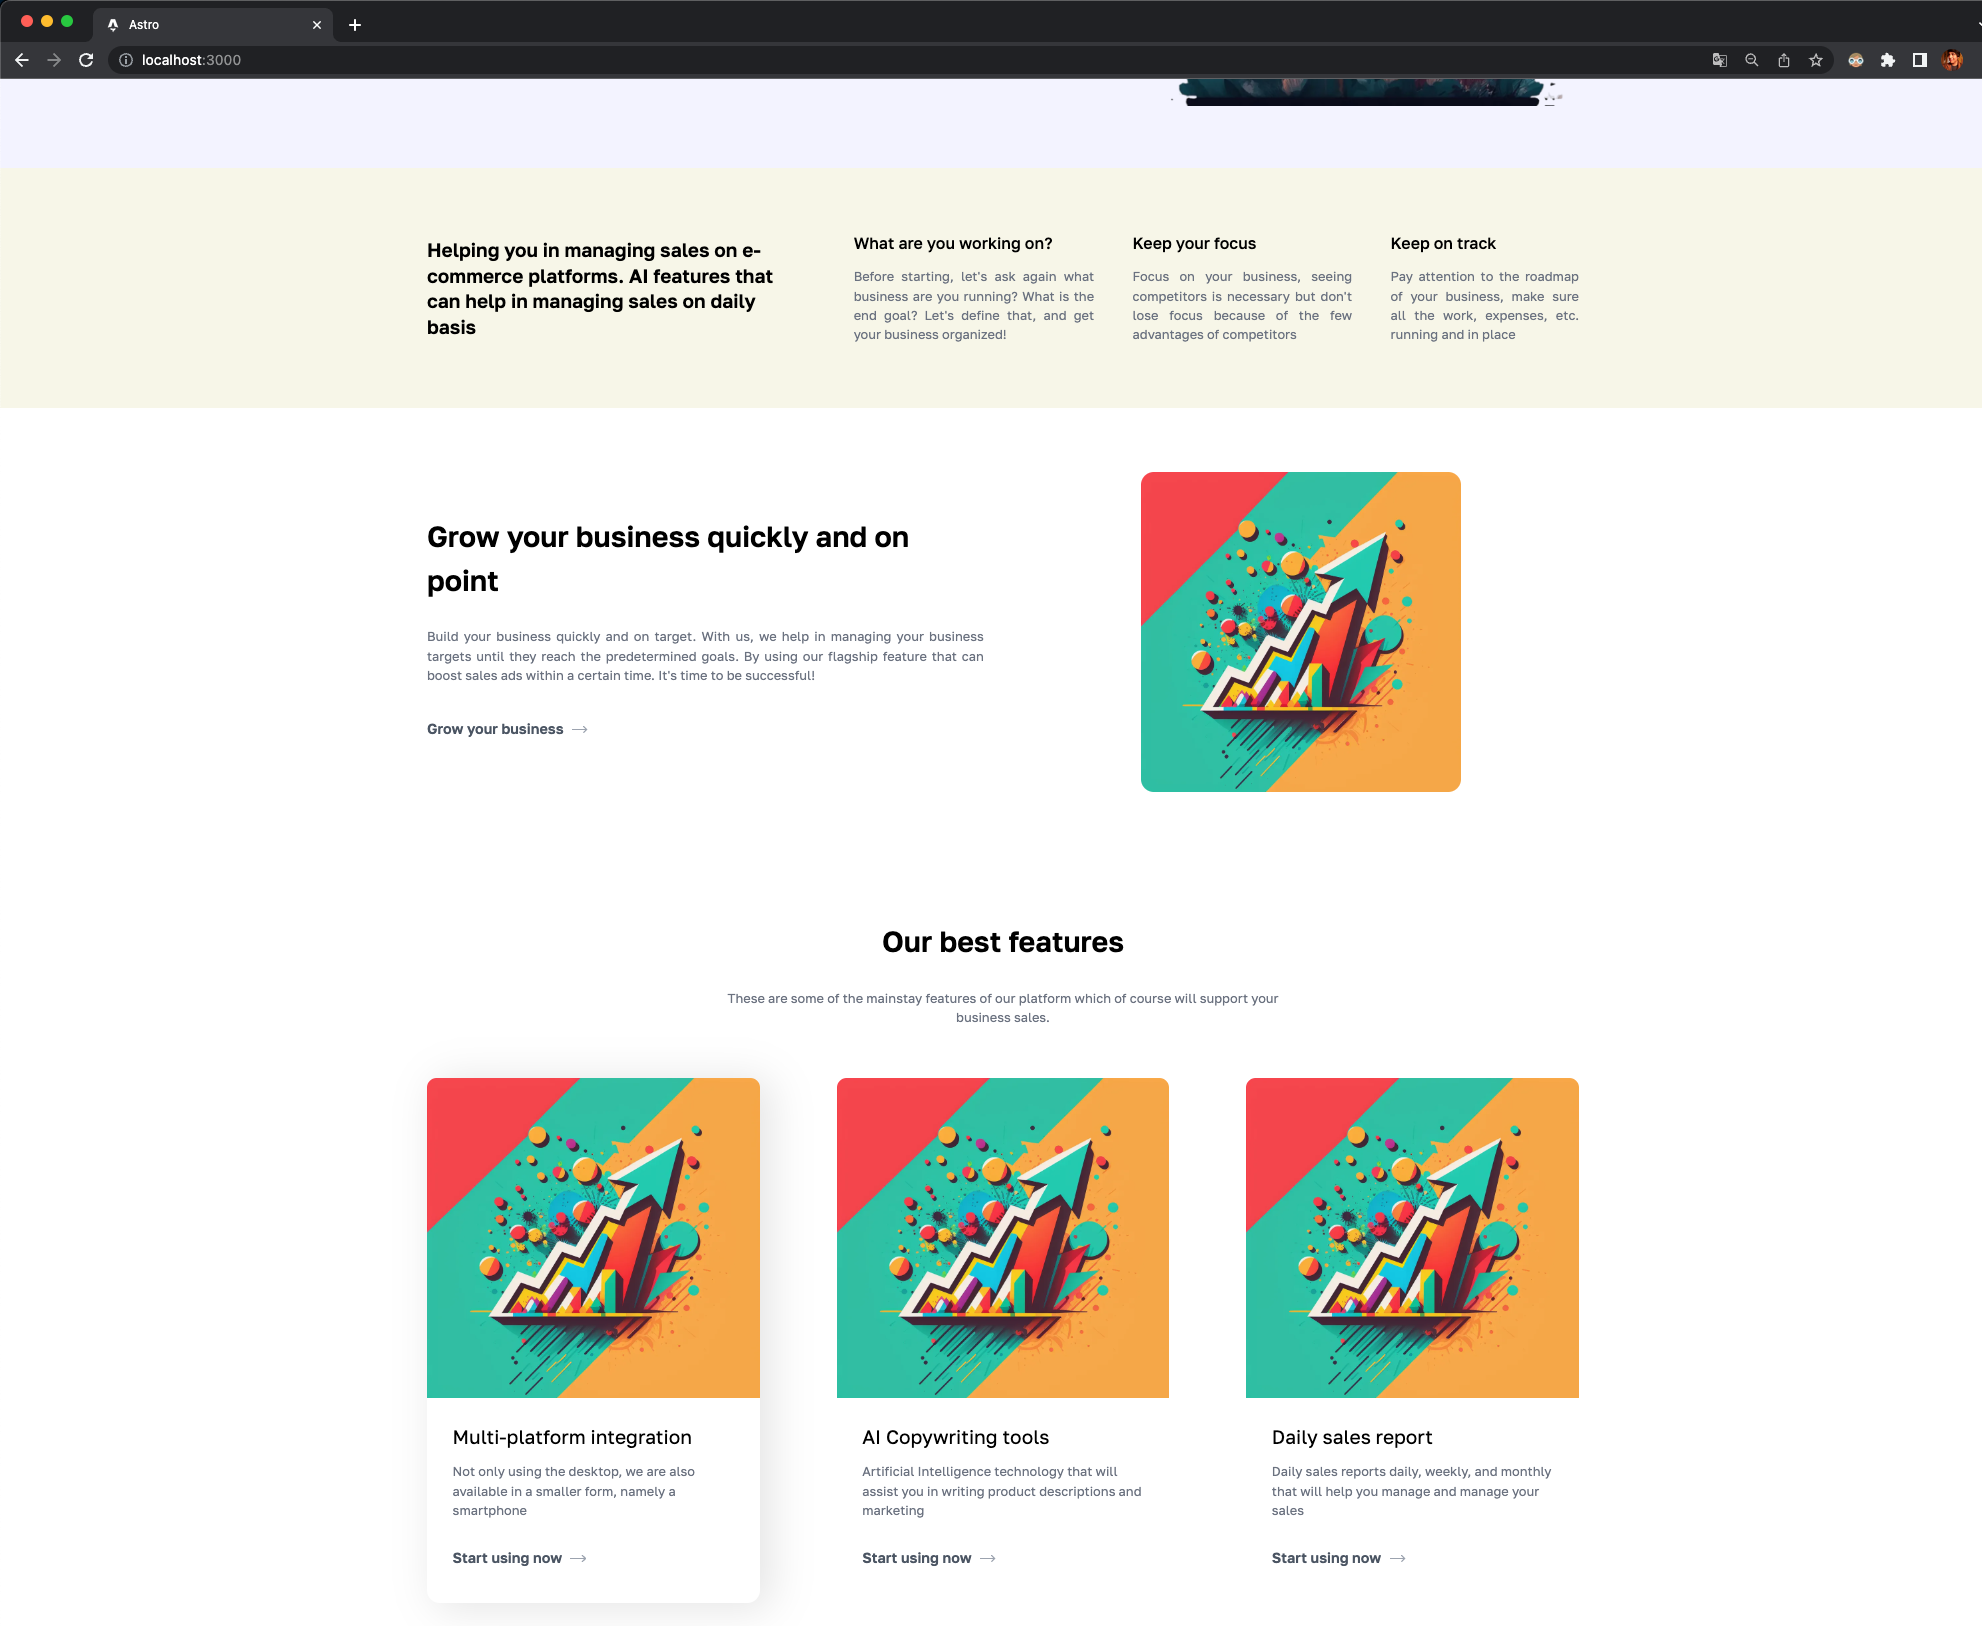 Astro
localhost:3000
Helping you in managing sales on e-
commerce platforms. AI features that
can help in managing sales on daily
basis
What are you working on?
Before starting, let's ask again what
business are you running? What is the
end goal? Let's define that, and get
your business organized!
Keep your focus
Focus on your business, seeing
competitors is necessary but don't
lose focus because of the few
advantages of competitors
Keep on track
Pay attention to the roadmap
of your business, make sure
all the work, expenses, etc.
running and in place
Grow your business quickly and on
point
Build your business quickly and on target. With us, we help in managing your business
targets until they reach the predetermined goals. By using our flagship feature that can
boost sales ads within a certain time. It's time to be successful!
Grow your business
Our best features
These are some of the mainstay features of our platform which of course will support your
business sales.
Multi-platform integration
Not only using the desktop, we are also
available in a smaller form, namely a
smartphone
Start using now
AI Copywriting tools
Artificial Intelligence technology that will
assist you in writing product descriptions and
marketing
Start using now
Daily sales report
Daily sales reports daily, weekly, and monthly
that will help you manage and manage your
sales
Start using now